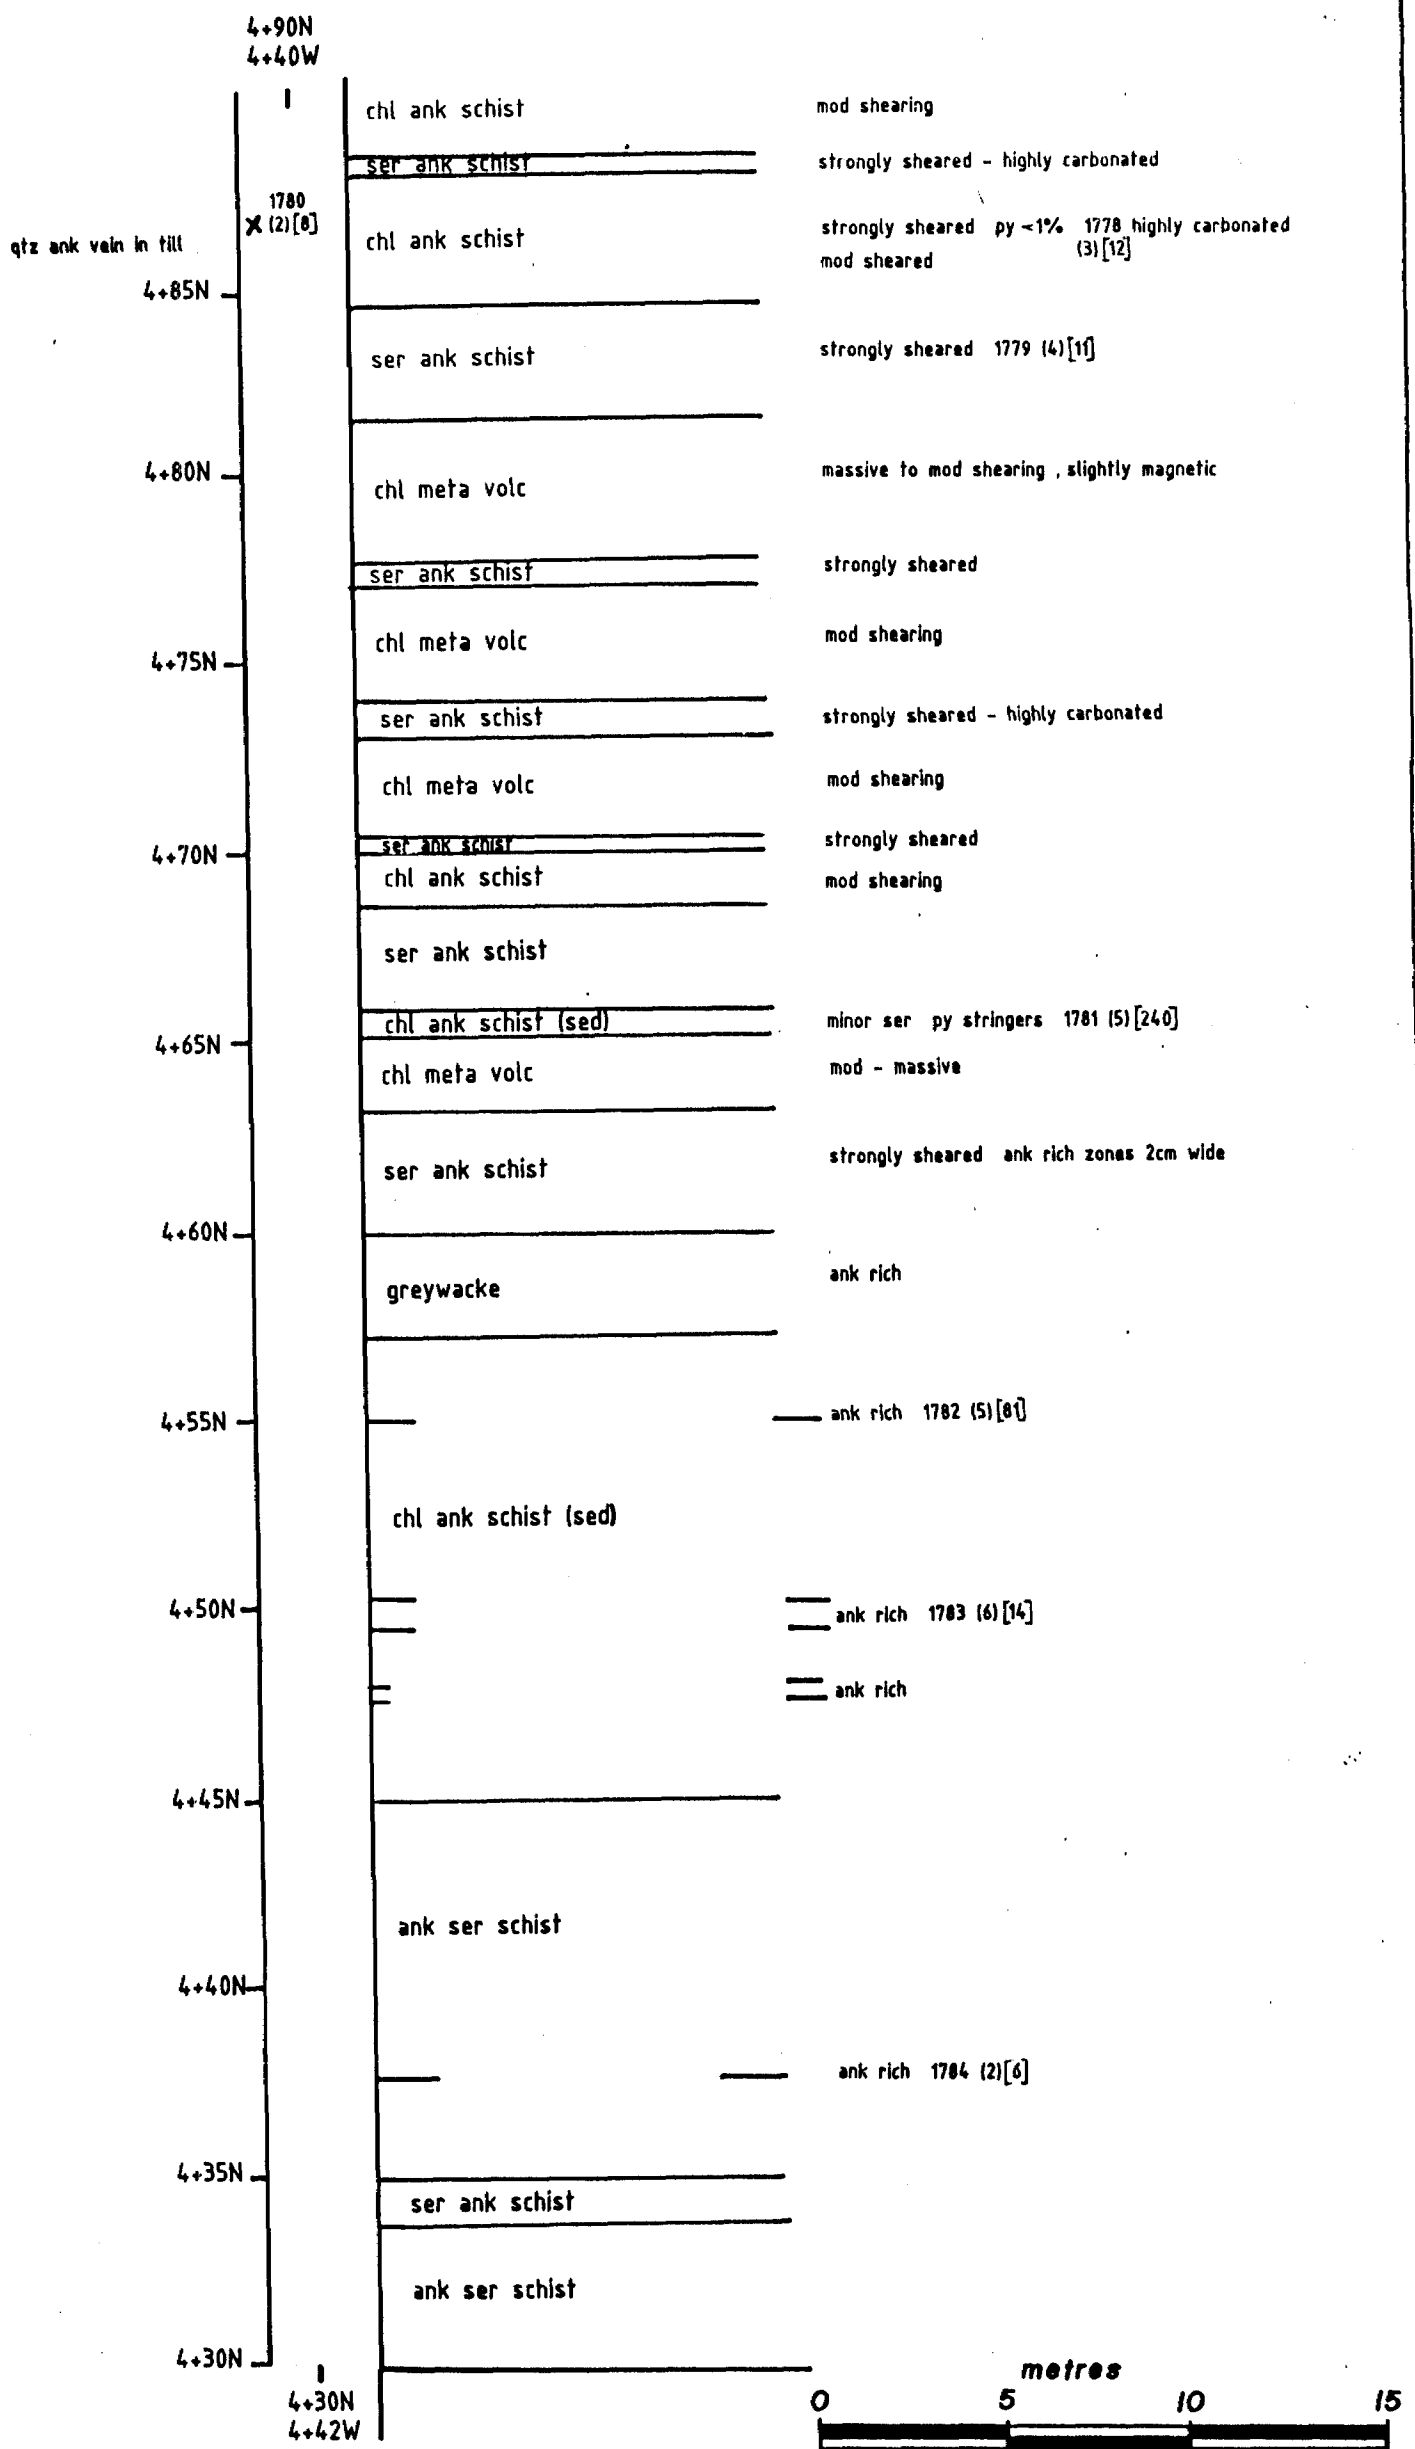 4+90N
4+40W
chl ank schist mod shearing
ser ank schist strongly sheared - highly carbonated
1780
X (2)[8]
qtz ank vein in till
chl ank schist
strongly sheared py <1% 1778 highly carbonated
(3)[12]
mod sheared
4+85N
ser ank schist strongly sheared 1779 (4)[11]
4+80N
chl meta volc massive to mod shearing , slightly magnetic
ser ank schist strongly sheared
chl meta volc mod shearing
4+75N
ser ank schist strongly sheared - highly carbonated
chl meta volc mod shearing
ser ank schist strongly sheared
4+70N
chl ank schist mod shearing
ser ank schist
chl ank schist (sed) minor ser py stringers 1781 (5)[240]
4+65N
chl meta volc mod - massive
ser ank schist strongly sheared ank rich zones 2cm wide
4+60N
greywacke ank rich
4+55N ank rich 1782 (5)[81]
chl ank schist (sed)
4+50N ank rich 1783 (6)[14]
ank rich
4+45N
ank ser schist
4+40N
ank rich 1784 (2)[6]
4+35N
ser ank schist
ank ser schist
4+30N
4+30N
4+42W
metres
0 5 10 15